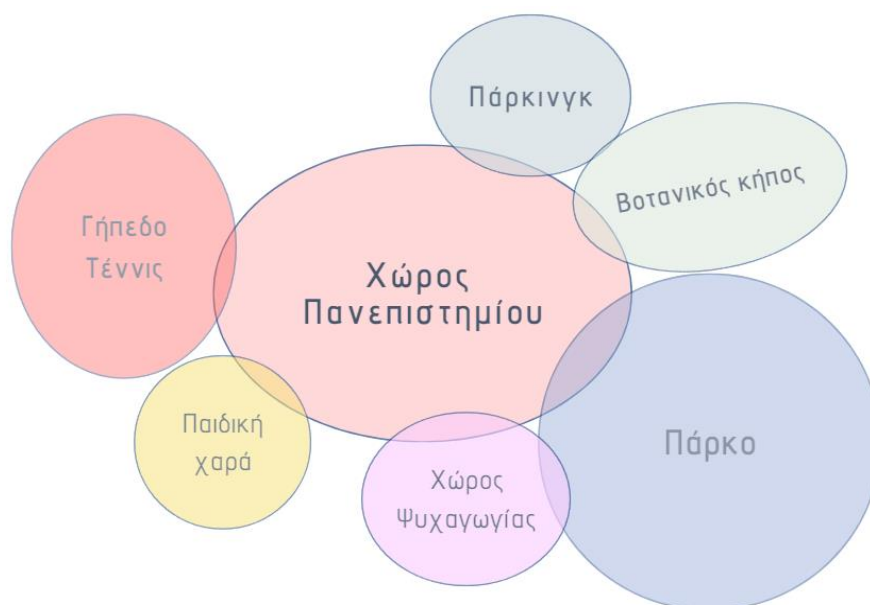 Πάρκινγκ
Βοτανικός κήπος
Γήπεδο
Τέννις
Χώρος
Πανεπιστημίου
Παιδική
χαρά
Χώρος
Ψυχαγωγίας
Πάρκο